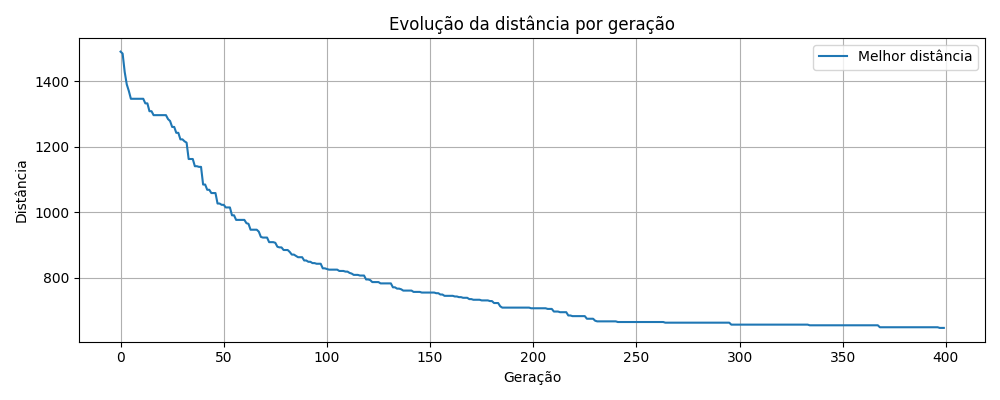 Evolução da distância por geração
Melhor distância
Distância
1400
1200
1000
800
0 50 100 150 200 250 300 350 400
Geração